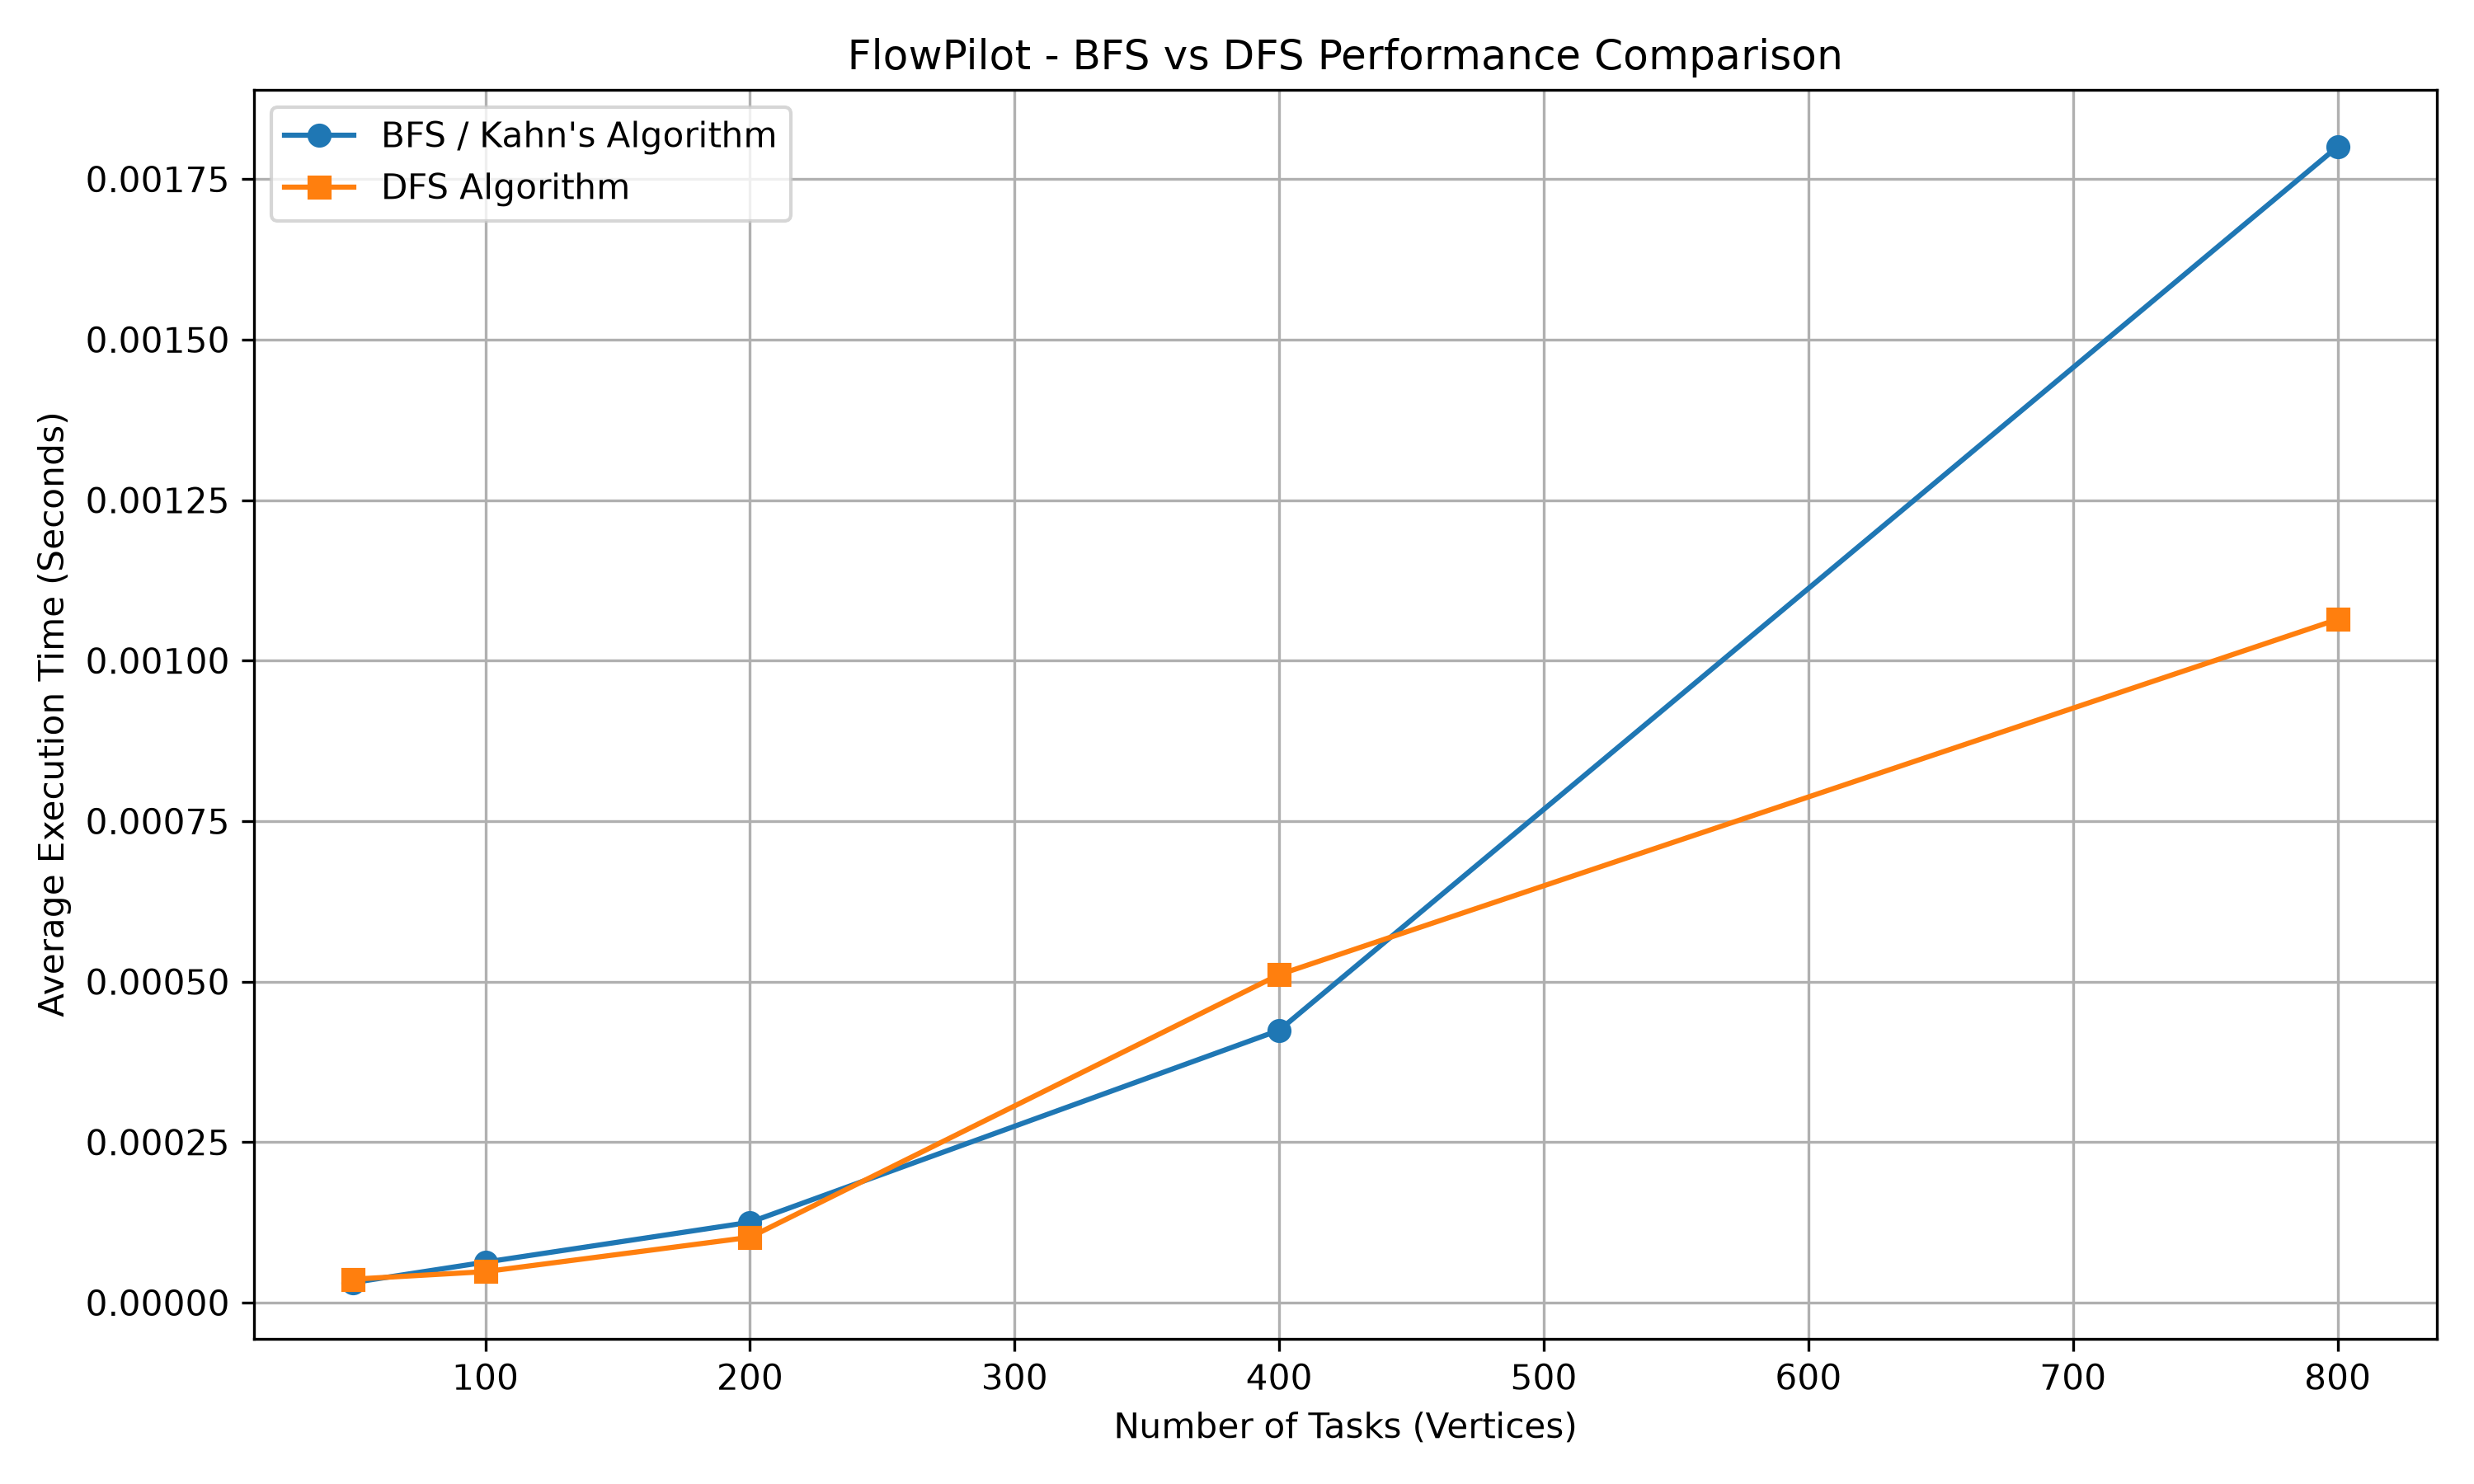 FlowPilot - BFS vs DFS Performance Comparison
BFS / Kahn's Algorithm
DFS Algorithm
0.00175
0.00150
0.00125
0.00100
0.00075
0.00050
0.00025
0.00000
Average Execution Time (Seconds)
100 200 300 400 500 600 700 800
Number of Tasks (Vertices)